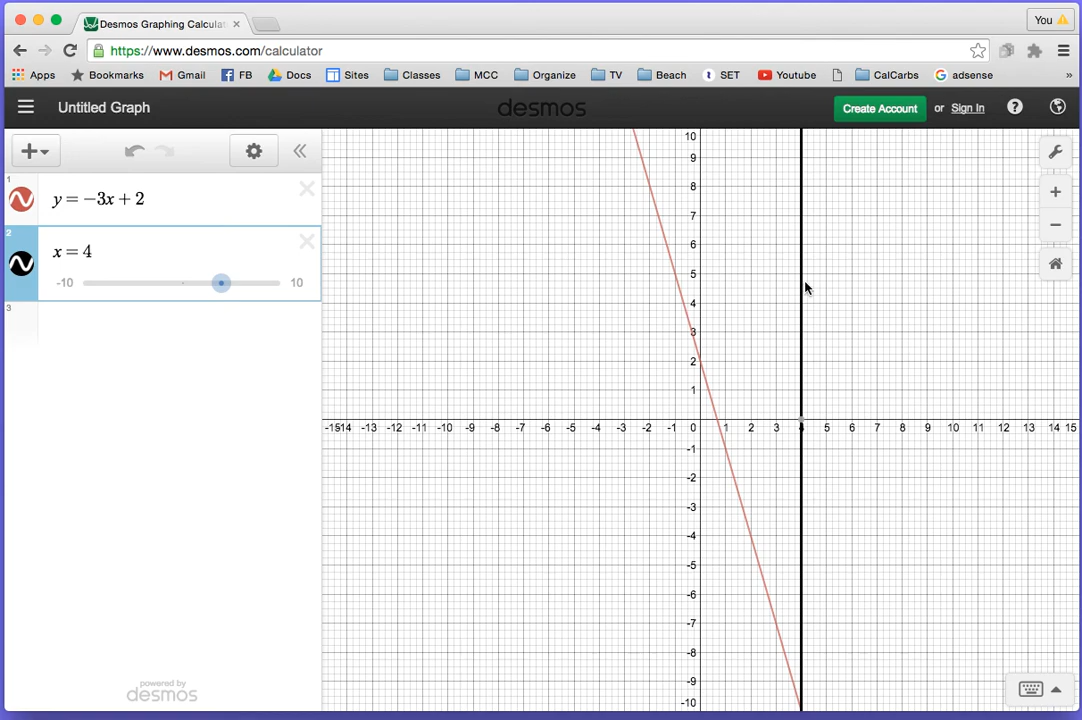 Desmos Graphing Calculat
You
https://www.desmos.com/calculator
Apps Bookmarks Gmail FB Docs Sites Classes MCC Organize TV Beach SET Youtube CalCarbs adsense »
Untitled Graph
desmos
Create Account or Sign In
1
y = −3x + 2
2
x = 4
-10 10
3
powered by
desmos
10
9
8
7
6
5
4
3
2
1
-1514 -13 -12 -11 -10 -9 -8 -7 -6 -5 -4 -3 -2 -1 0 1 2 3 4 5 6 7 8 9 10 11 12 13 14 15
-1
-2
-3
-4
-5
-6
-7
-8
-9
-10